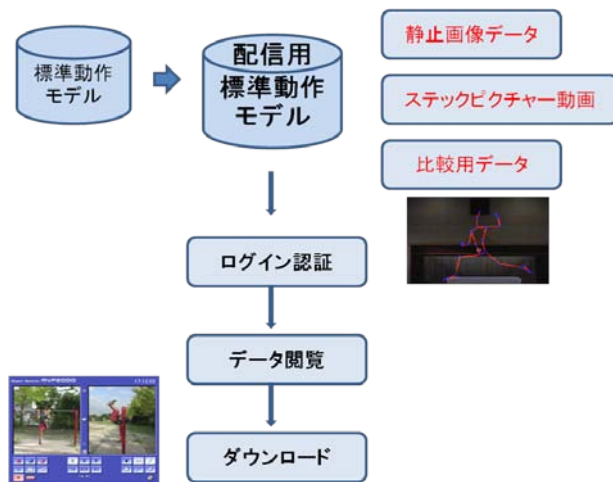 標準動作
モデル
配信用
標準動作
モデル
静止画像データ
ステックピクチャー動画
比較用データ
ログイン認証
データ閲覧
ダウンロード